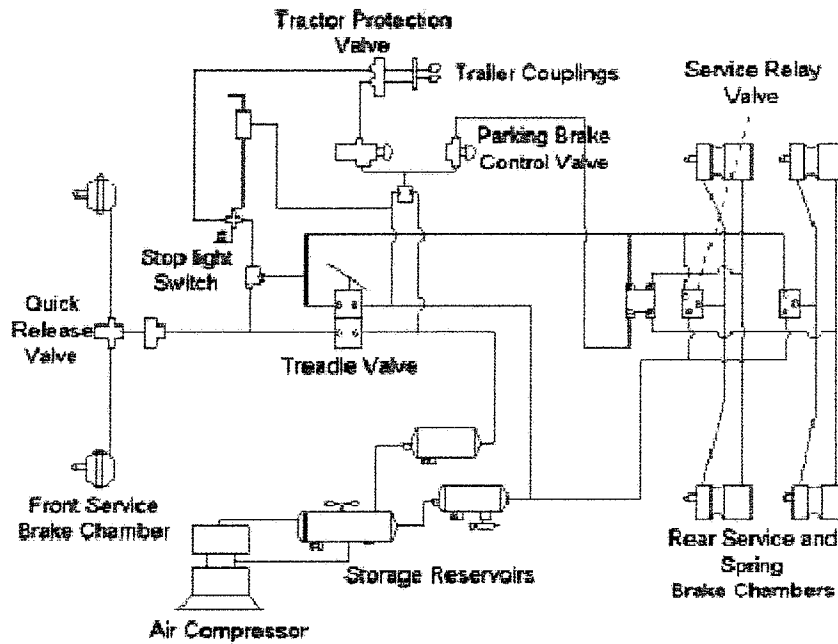 Tractor Protection
Valve
Trailer Couplings
Service Relay
Valve
Parking Brake
Control Valve
Stop light
Switch
Quick
Release
Valve
Treadle Valve
Front Service
Brake Chamber
Storage Reservoirs
Rear Service and
Spring
Brake Chambers
Air Compressor